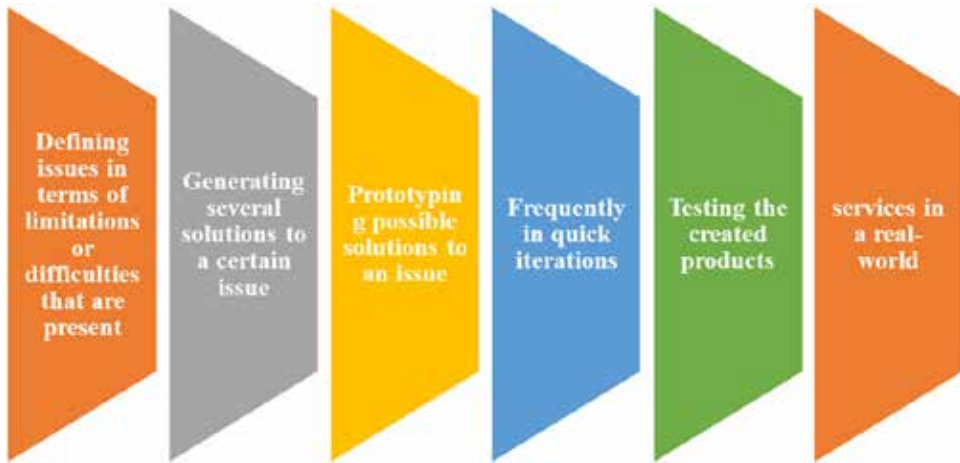 Defining
issues in
terms of
limitations
or
difficulties
that are
present
Generating
several
solutions to
a certain
issue
Prototypin
g possible
solutions to
an issue
Frequently
in quick
iterations
Testing the
created
products
services in
a real-
world